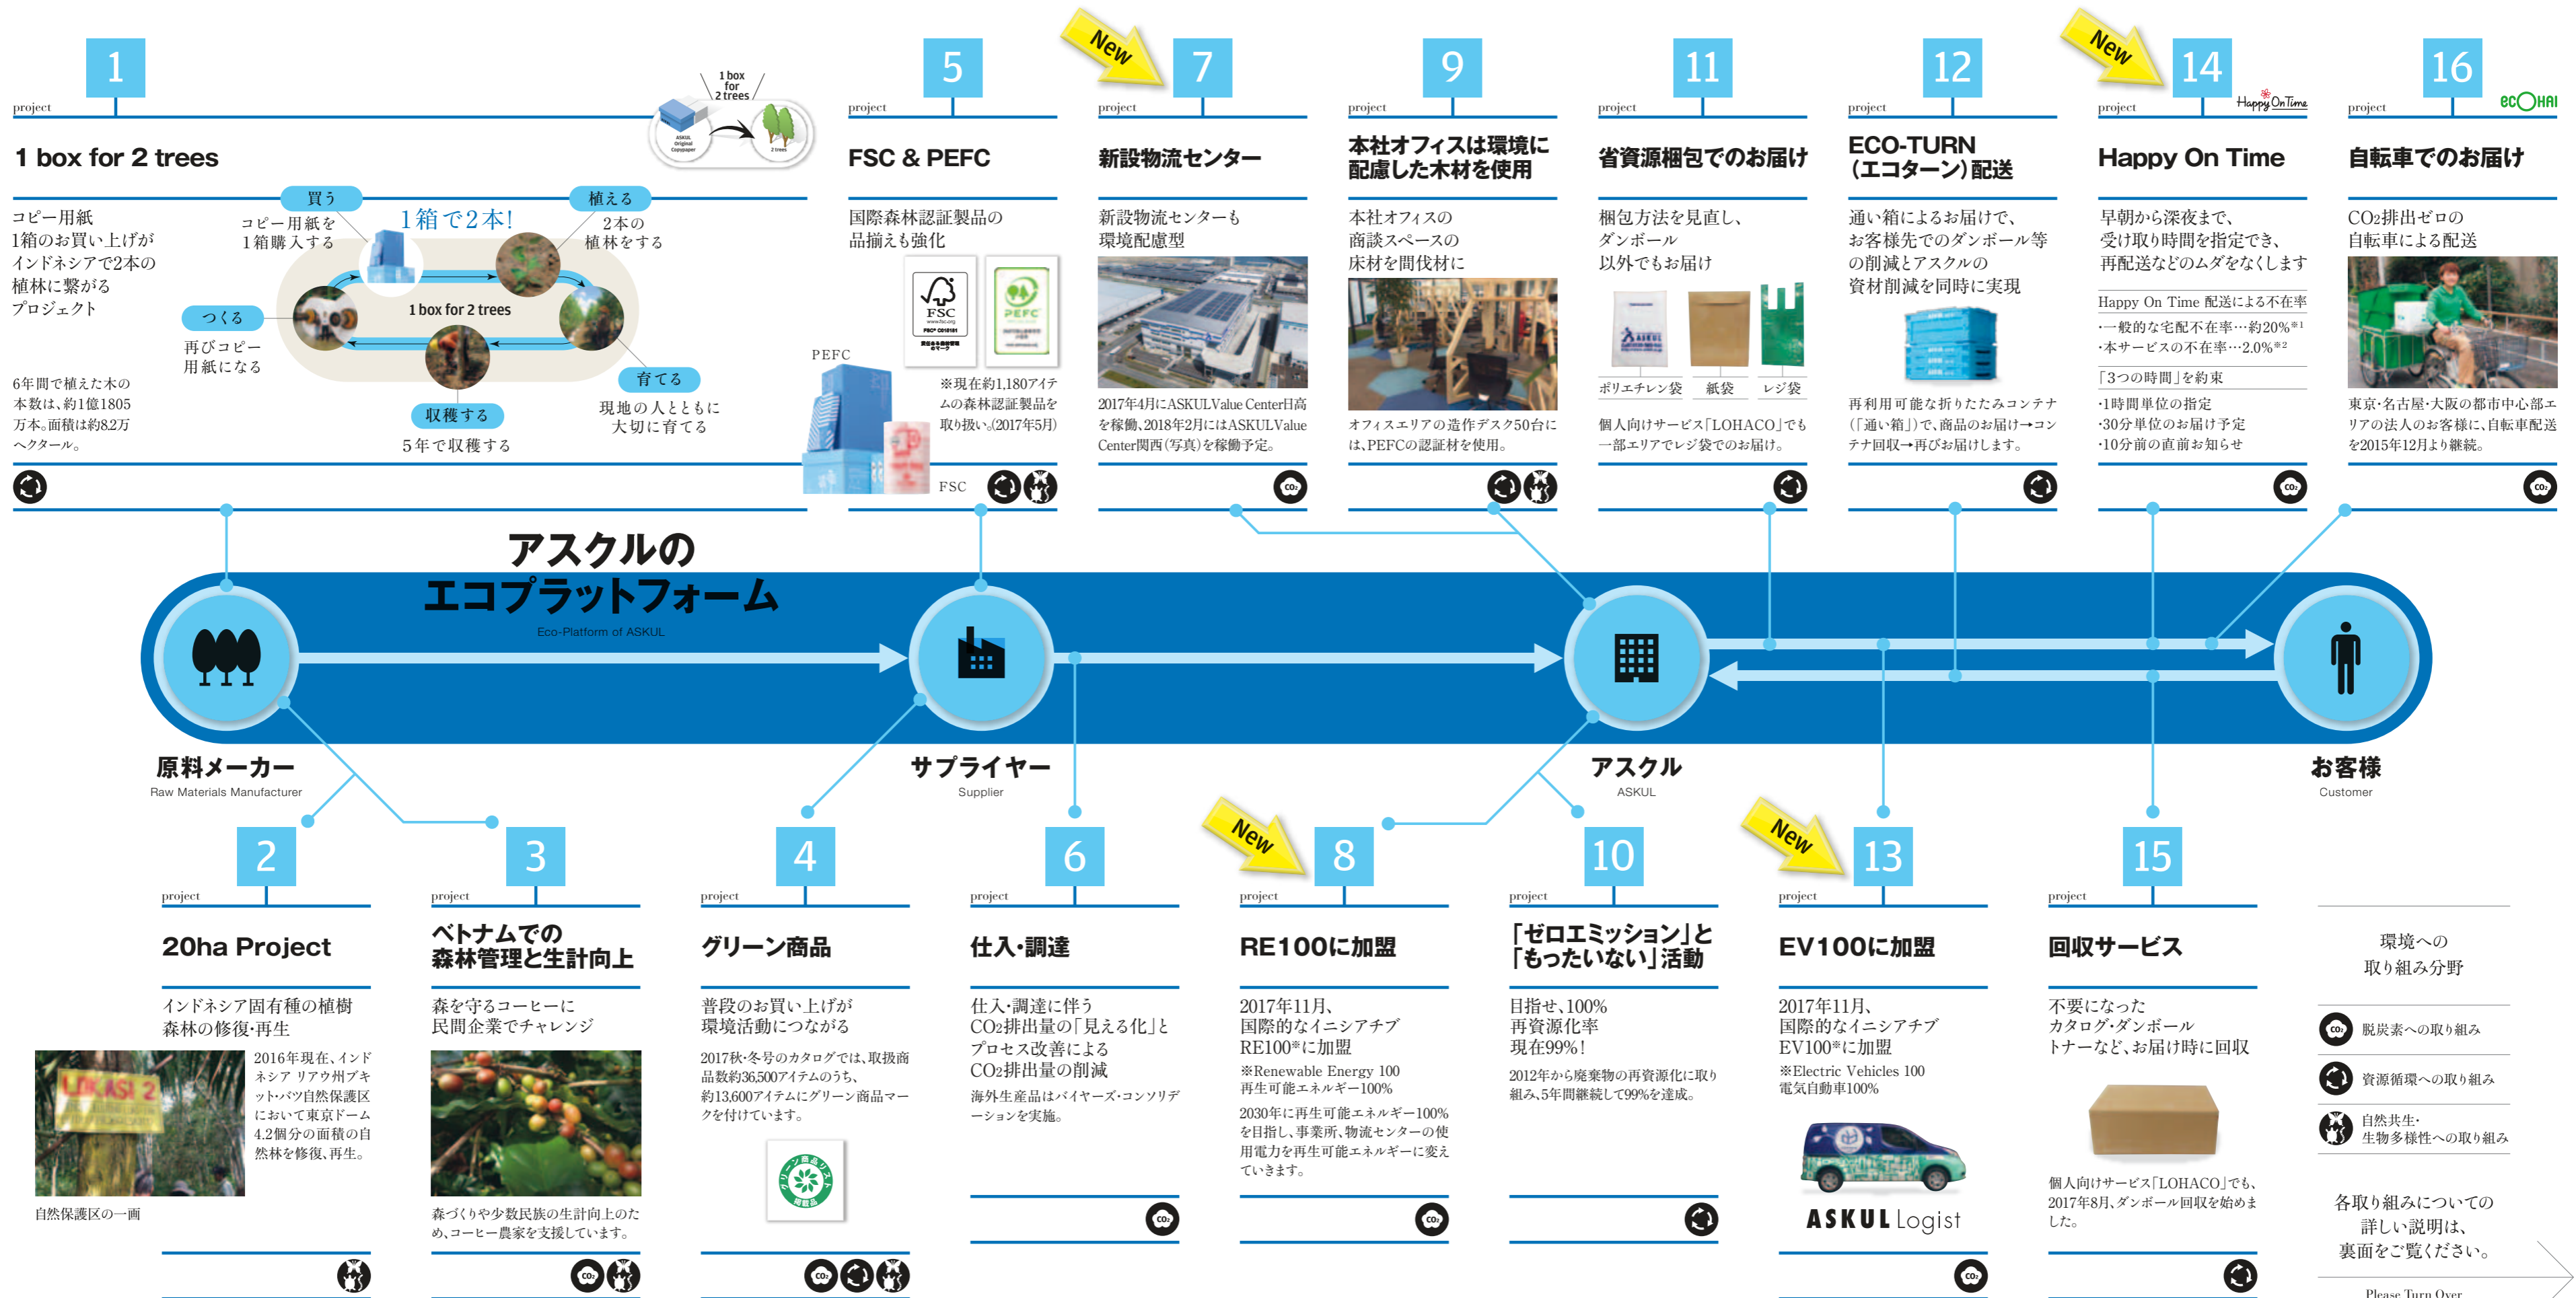 1
project
1 box for 2 trees
1 box
for
2 trees
ASKUL
Original
Copypaper
2 trees
コピー用紙
1箱のお買い上げが
インドネシアで2本の
植林に繋がる
プロジェクト
6年間で植えた木の
本数は、約1億1805
万本。面積は約8.2万
ヘクタール。
買う
コピー用紙を
1箱購入する
1箱で2本!
植える
2本の
植林をする
つくる
再びコピー
用紙になる
1 box for 2 trees
収穫する
5年で収穫する
育てる
現地の人とともに
大切に育てる
5
project
FSC & PEFC
国際森林認証製品の
品揃えも強化
FSC
www.fsc.org
FSC® C018181
責任ある森林管理
のマーク
PEFC
PEFC
※現在約1,180アイテ
ムの森林認証製品を
取り扱い。(2017年5月)
FSC
New
7
project
新設物流センター
新設物流センターも
環境配慮型
2017年4月にASKUL Value Center日高
を稼働、2018年2月にはASKUL Value
Center関西(写真)を稼働予定。
CO₂
9
project
本社オフィスは環境に
配慮した木材を使用
本社オフィスの
商談スペースの
床材を間伐材に
オフィスエリアの造作デスク50台に
は、PEFCの認証材を使用。
11
project
省資源梱包でのお届け
梱包方法を見直し、
ダンボール
以外でもお届け
ASKUL
ポリエチレン袋
紙袋
レジ袋
個人向けサービス「LOHACO」でも
一部エリアでレジ袋でのお届け。
12
project
ECO-TURN
(エコターン)配送
通い箱によるお届けで、
お客様先でのダンボール等
の削減とアスクルの
資材削減を同時に実現
再利用可能な折りたたみコンテナ
(「通い箱」)で、商品のお届け→コン
テナ回収→再びお届けします。
New
14
project
Happy On Time
Happy On Time
早朝から深夜まで、
受け取り時間を指定でき、
再配送などのムダをなくします
Happy On Time 配送による不在率
・一般的な宅配不在率…約20%※1
・本サービスの不在率…2.0%※2
「3つの時間」を約束
・1時間単位の指定
・30分単位のお届け予定
・10分前の直前お知らせ
CO₂
16
project
ecOHAI
自転車でのお届け
CO₂排出ゼロの
自転車による配送
東京・名古屋・大阪の都市中心部エ
リアの法人のお客様に、自転車配送
を2015年12月より継続。
CO₂
アスクルの
エコプラットフォーム
Eco-Platform of ASKUL
原料メーカー
Raw Materials Manufacturer
サプライヤー
Supplier
アスクル
ASKUL
お客様
Customer
2
project
20ha Project
インドネシア固有種の植樹
森林の修復・再生
LOKASI 2
2016年現在、インド
ネシア リアウ州ブキ
ット・バツ自然保護区
において東京ドーム
4.2個分の面積の自
然林を修復、再生。
自然保護区の一画
3
project
ベトナムでの
森林管理と生計向上
森を守るコーヒーに
民間企業でチャレンジ
森づくりや少数民族の生計向上のた
め、コーヒー農家を支援しています。
CO₂
4
project
グリーン商品
普段のお買い上げが
環境活動につながる
2017秋・冬号のカタログでは、取扱商
品数約36,500アイテムのうち、
約13,600アイテムにグリーン商品マー
クを付けています。
グリーン商品リスト
掲載品
CO₂
6
project
仕入・調達
仕入・調達に伴う
CO₂排出量の「見える化」と
プロセス改善による
CO₂排出量の削減
海外生産品はバイヤーズ・コンソリデ
ーションを実施。
CO₂
New
8
project
RE100に加盟
2017年11月、
国際的なイニシアチブ
RE100※に加盟
※Renewable Energy 100
再生可能エネルギー100%
2030年に再生可能エネルギー100%
を目指し、事業所、物流センターの使
用電力を再生可能エネルギーに変え
ていきます。
CO₂
10
project
「ゼロエミッション」と
「もったいない」活動
目指せ、100%
再資源化率
現在99%!
2012年から廃棄物の再資源化に取り
組み、5年間継続して99%を達成。
New
13
project
EV100に加盟
2017年11月、
国際的なイニシアチブ
EV100※に加盟
※Electric Vehicles 100
電気自動車100%
ASKUL Logist
CO₂
15
project
回収サービス
不要になった
カタログ・ダンボール
トナーなど、お届け時に回収
個人向けサービス「LOHACO」でも、
2017年8月、ダンボール回収を始めま
した。
環境への
取り組み分野
CO₂ 脱炭素への取り組み
資源循環への取り組み
自然共生・
生物多様性への取り組み
各取り組みについての
詳しい説明は、
裏面をご覧ください。
Please Turn Over